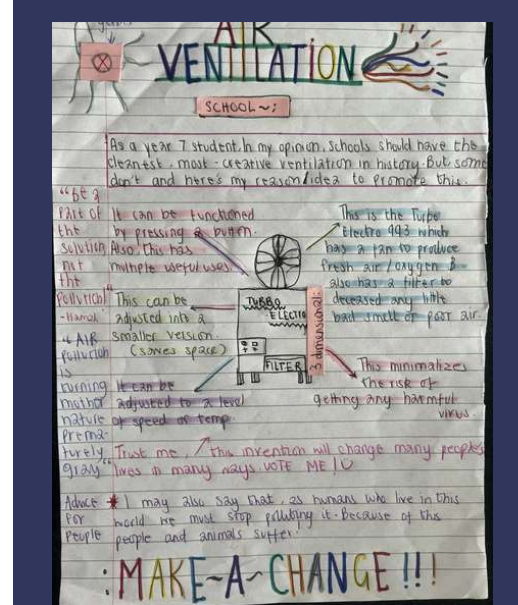 AIR
VENTILATION
SCHOOL~:
As a year 7 student. In my opinion, schools should have the
cleanest, most-creative ventilation in history. But, some
don't and here's my reason/idea to promote this.
"be a
part of
the
solution
not
the
pollution"
"AIR
pollution
is
turning
mother
nature
prema-
turely
gray"
It can be functioned
by pressing a button.
Also, this has
multiple useful uses.
This is the Turbo
Electro 993 which
has a fan to produce
fresh air/oxygen &
also has a filter to
deceased any little
bad smell of poor air.
This can be
adjusted into a
smaller version.
(saves space)
TURBO
ELECTRO
FILTER
3 dimensional:
It can be
adjusted to a level
of speed or temp.
This minimalizes
the risk of
getting any harmful
virus.
Trust me, this invention will change many people's
lives in many ways. VOTE ME!
Advice
for
people
I may also say that, as humans who live in this
world we must stop polluting it. Because of this
people and animals suffer.
:MAKE~A~CHANGE!!!